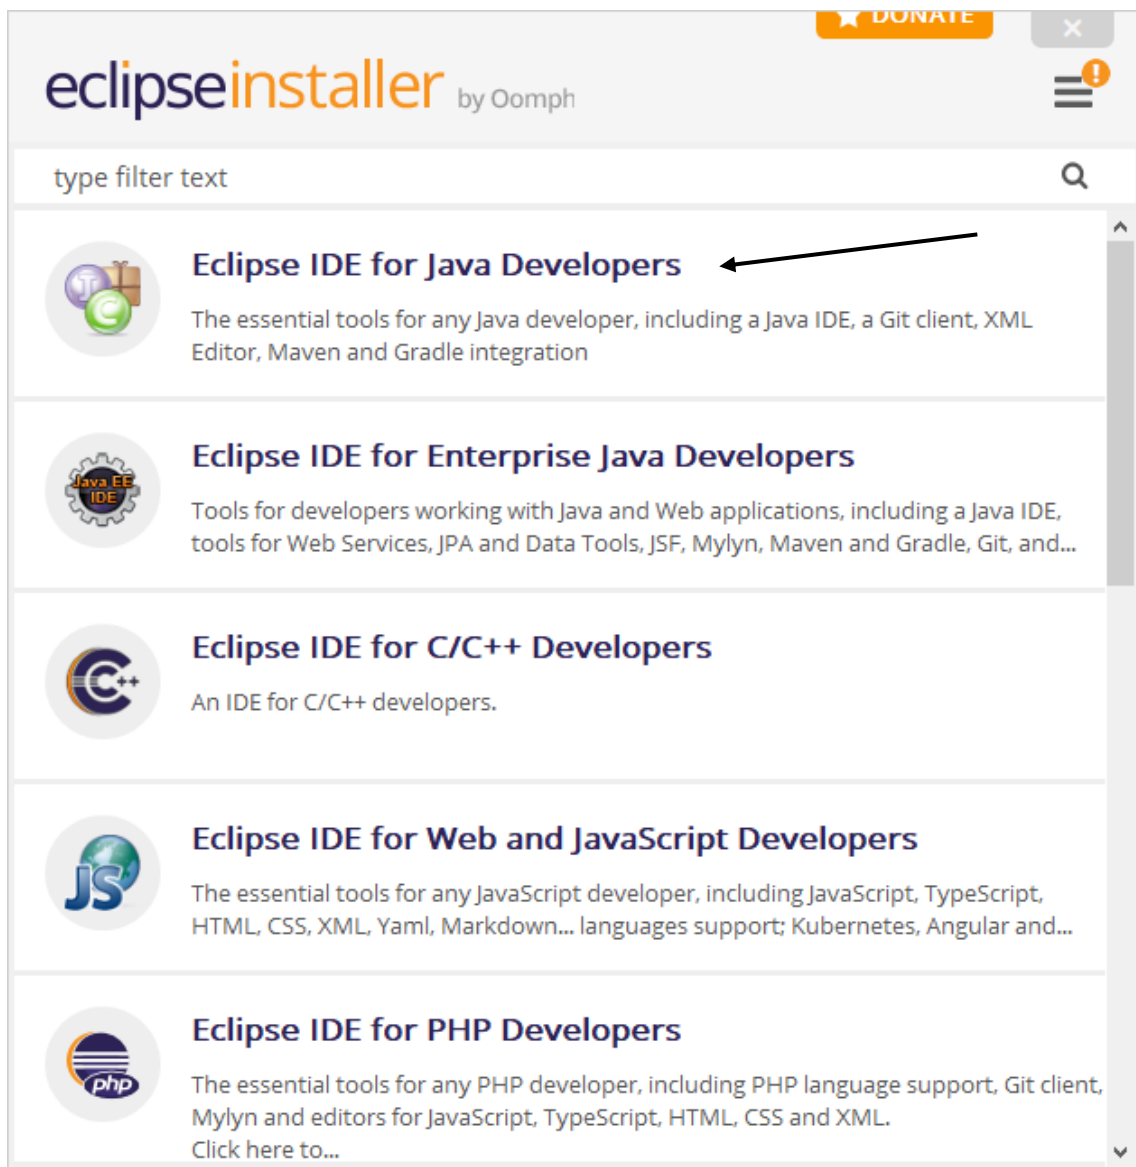 DONATE
eclipseinstaller by Oomph
type filter text
Eclipse IDE for Java Developers
The essential tools for any Java developer, including a Java IDE, a Git client, XML
Editor, Maven and Gradle integration
Java EE
IDE
Eclipse IDE for Enterprise Java Developers
Tools for developers working with Java and Web applications, including a Java IDE,
tools for Web Services, JPA and Data Tools, JSF, Mylyn, Maven and Gradle, Git, and...
C++
Eclipse IDE for C/C++ Developers
An IDE for C/C++ developers.
JS
Eclipse IDE for Web and JavaScript Developers
The essential tools for any JavaScript developer, including JavaScript, TypeScript,
HTML, CSS, XML, Yaml, Markdown... languages support; Kubernetes, Angular and...
php
Eclipse IDE for PHP Developers
The essential tools for any PHP developer, including PHP language support, Git client,
Mylyn and editors for JavaScript, TypeScript, HTML, CSS and XML.
Click here to...